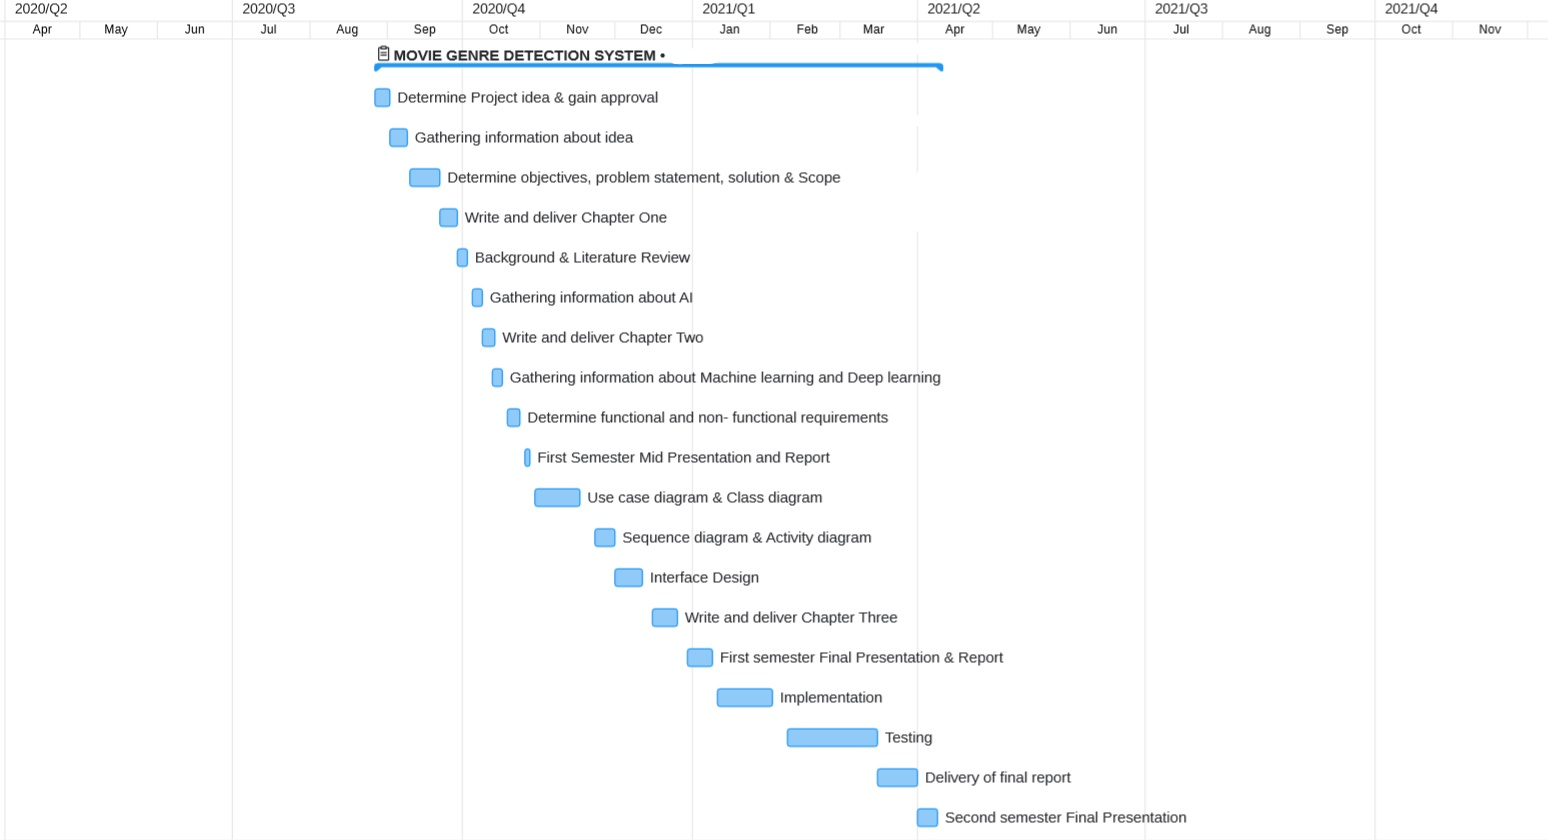 2020/Q2 2020/Q3 2020/Q4 2021/Q1 2021/Q2 2021/Q3 2021/Q4
Apr May Jun Jul Aug Sep Oct Nov Dec Jan Feb Mar Apr May Jun Jul Aug Sep Oct Nov
MOVIE GENRE DETECTION SYSTEM •
Determine Project idea & gain approval
Gathering information about idea
Determine objectives, problem statement, solution & Scope
Write and deliver Chapter One
Background & Literature Review
Gathering information about AI
Write and deliver Chapter Two
Gathering information about Machine learning and Deep learning
Determine functional and non- functional requirements
First Semester Mid Presentation and Report
Use case diagram & Class diagram
Sequence diagram & Activity diagram
Interface Design
Write and deliver Chapter Three
First semester Final Presentation & Report
Implementation
Testing
Delivery of final report
Second semester Final Presentation